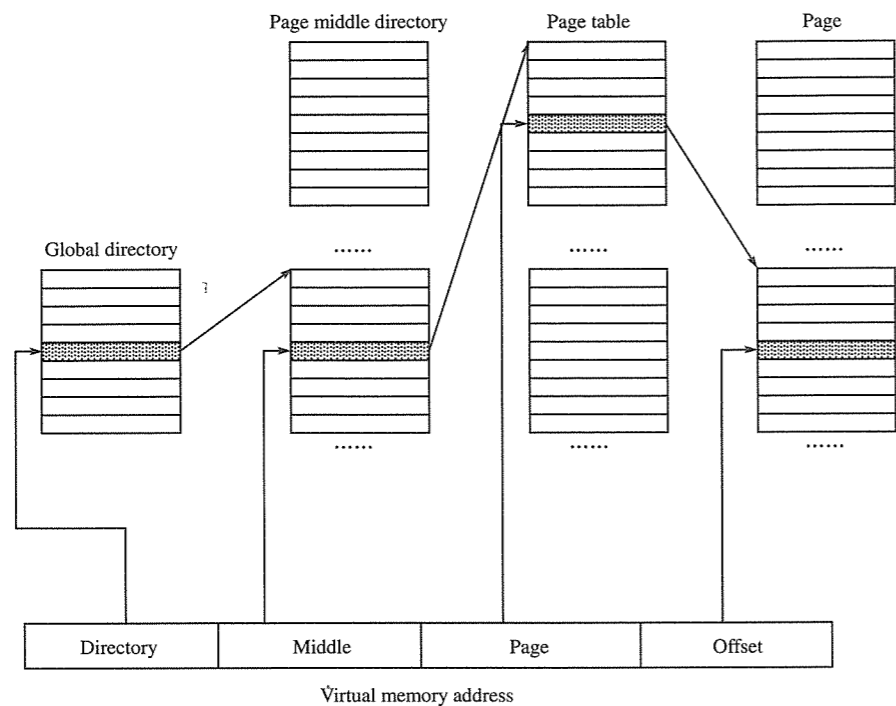 Page middle directory
Page table
Page
......
......
......
Global directory
......
......
......
Directory
Middle
Page
Offset
Virtual memory address